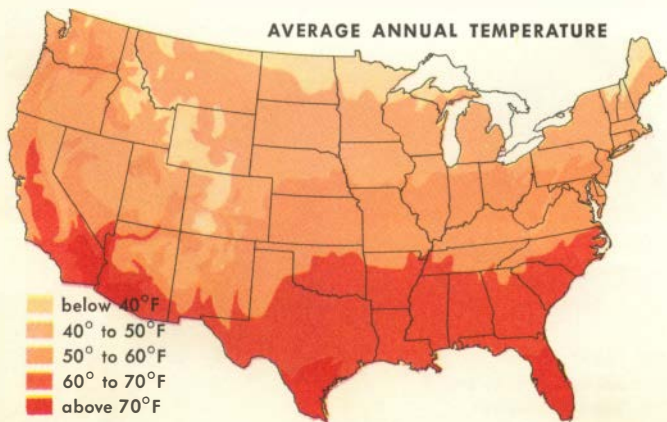 AVERAGE ANNUAL TEMPERATURE
below 40°F
40° to 50°F
50° to 60°F
60° to 70°F
above 70°F